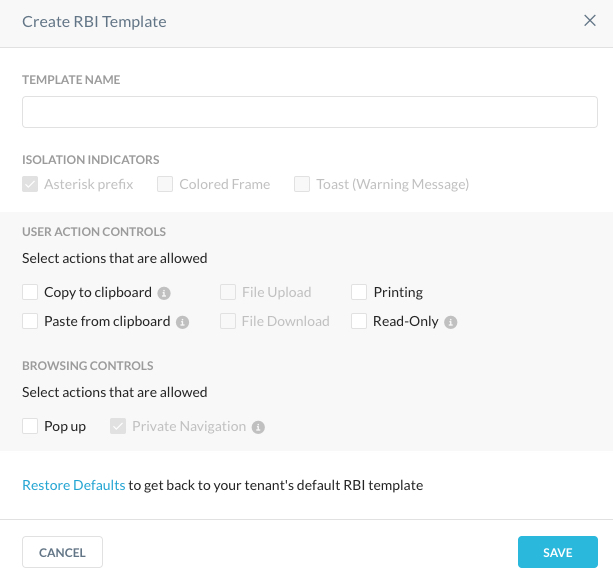 Create RBI Template
TEMPLATE NAME
ISOLATION INDICATORS
Asterisk prefix Colored Frame Toast (Warning Message)
USER ACTION CONTROLS
Select actions that are allowed
Copy to clipboard File Upload Printing
Paste from clipboard File Download Read-Only
BROWSING CONTROLS
Select actions that are allowed
Pop up Private Navigation
Restore Defaults to get back to your tenant's default RBI template
CANCEL SAVE